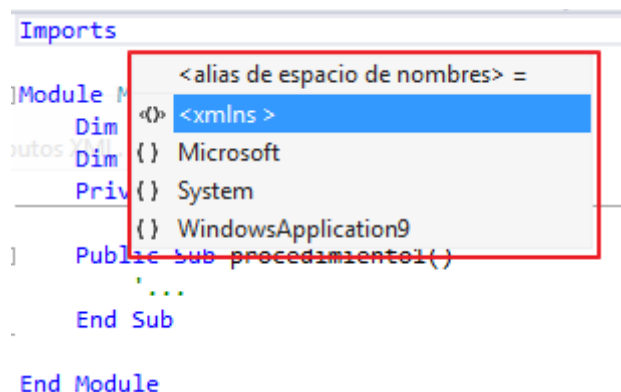 Imports
<alias de espacio de nombres> =
Module M
<xmlns >
Dim
Dim
Microsoft
Priv
System
WindowsApplication9
Public Sub procedimiento1()
'...
End Sub
End Module